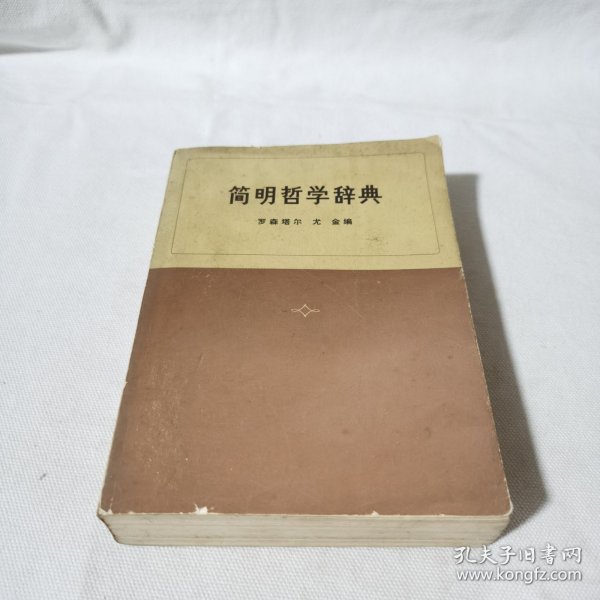 简明哲学辞典
罗森塔尔 尤 金编
孔夫子旧书网
www.kongfz.com